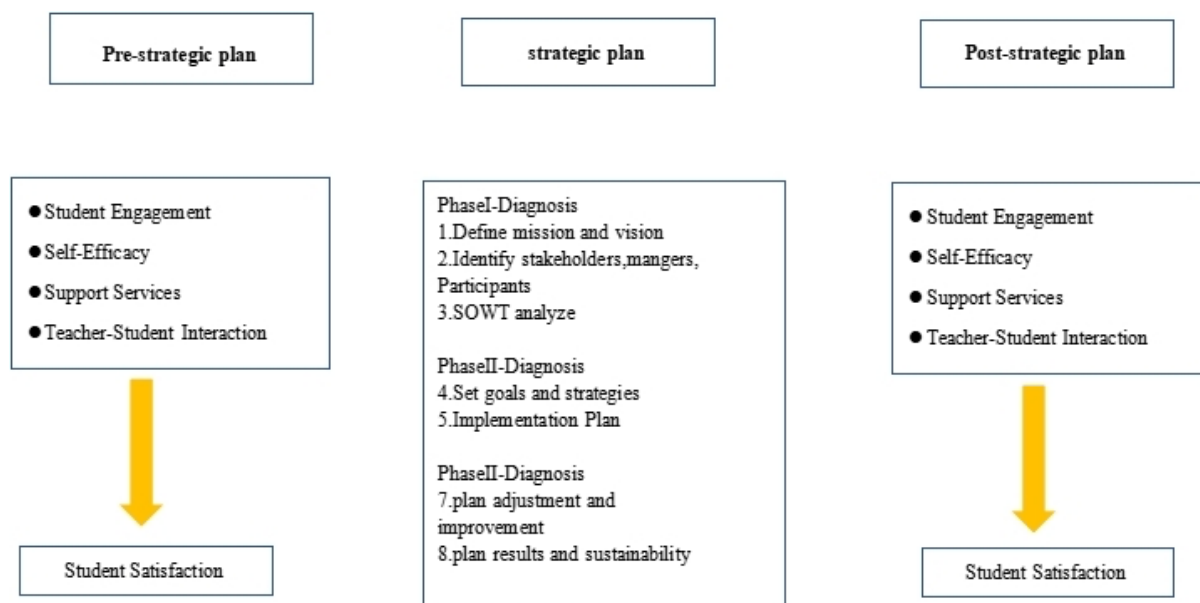 Pre-strategic plan
strategic plan
Post-strategic plan
●Student Engagement
●Self-Efficacy
●Support Services
●Teacher-Student Interaction
Student Satisfaction
PhaseI-Diagnosis
1.Define mission and vision
2.Identify stakeholders,mangers,
Participants
3.SOWT analyze
PhaseII-Diagnosis
4.Set goals and strategies
5.Implementation Plan
PhaseII-Diagnosis
7.plan adjustment and
improvement
8.plan results and sustainability
● Student Engagement
● Self-Efficacy
● Support Services
● Teacher-Student Interaction
Student Satisfaction